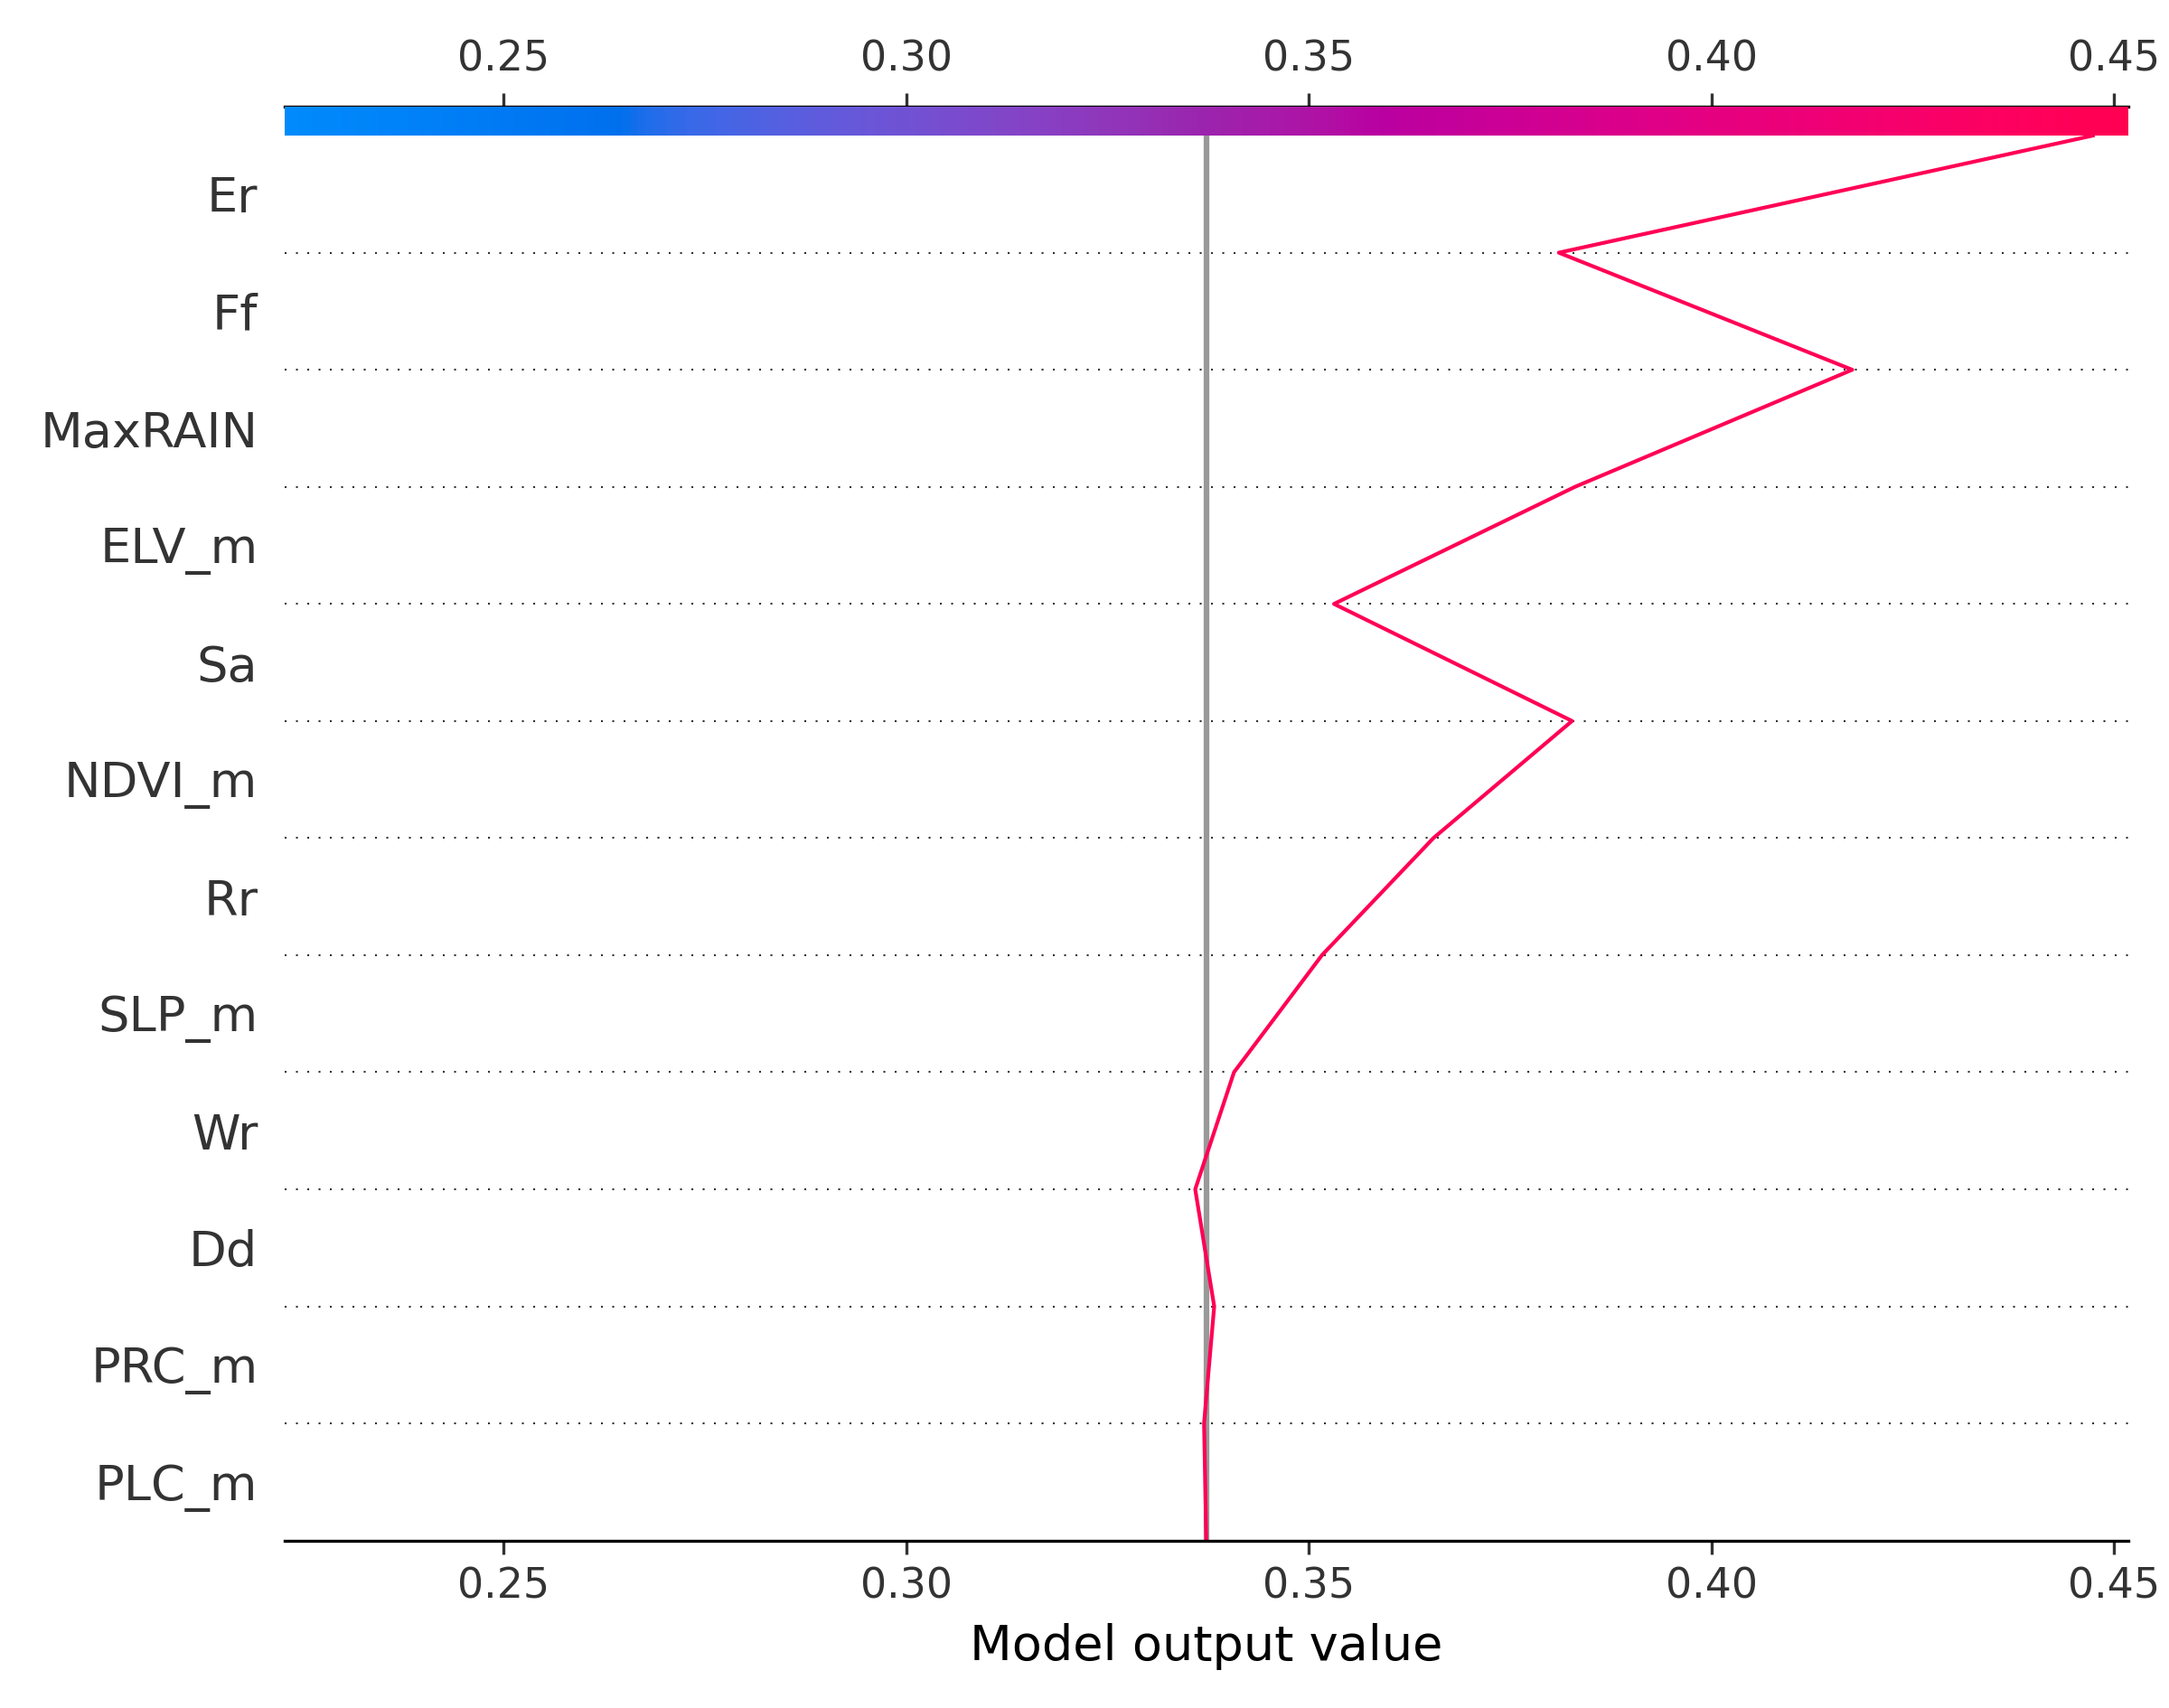 0.25 0.30 0.35 0.40 0.45
Er
Ff
MaxRAIN
ELV_m
Sa
NDVI_m
Rr
SLP_m
Wr
Dd
PRC_m
PLC_m
0.25 0.30 0.35 0.40 0.45
Model output value